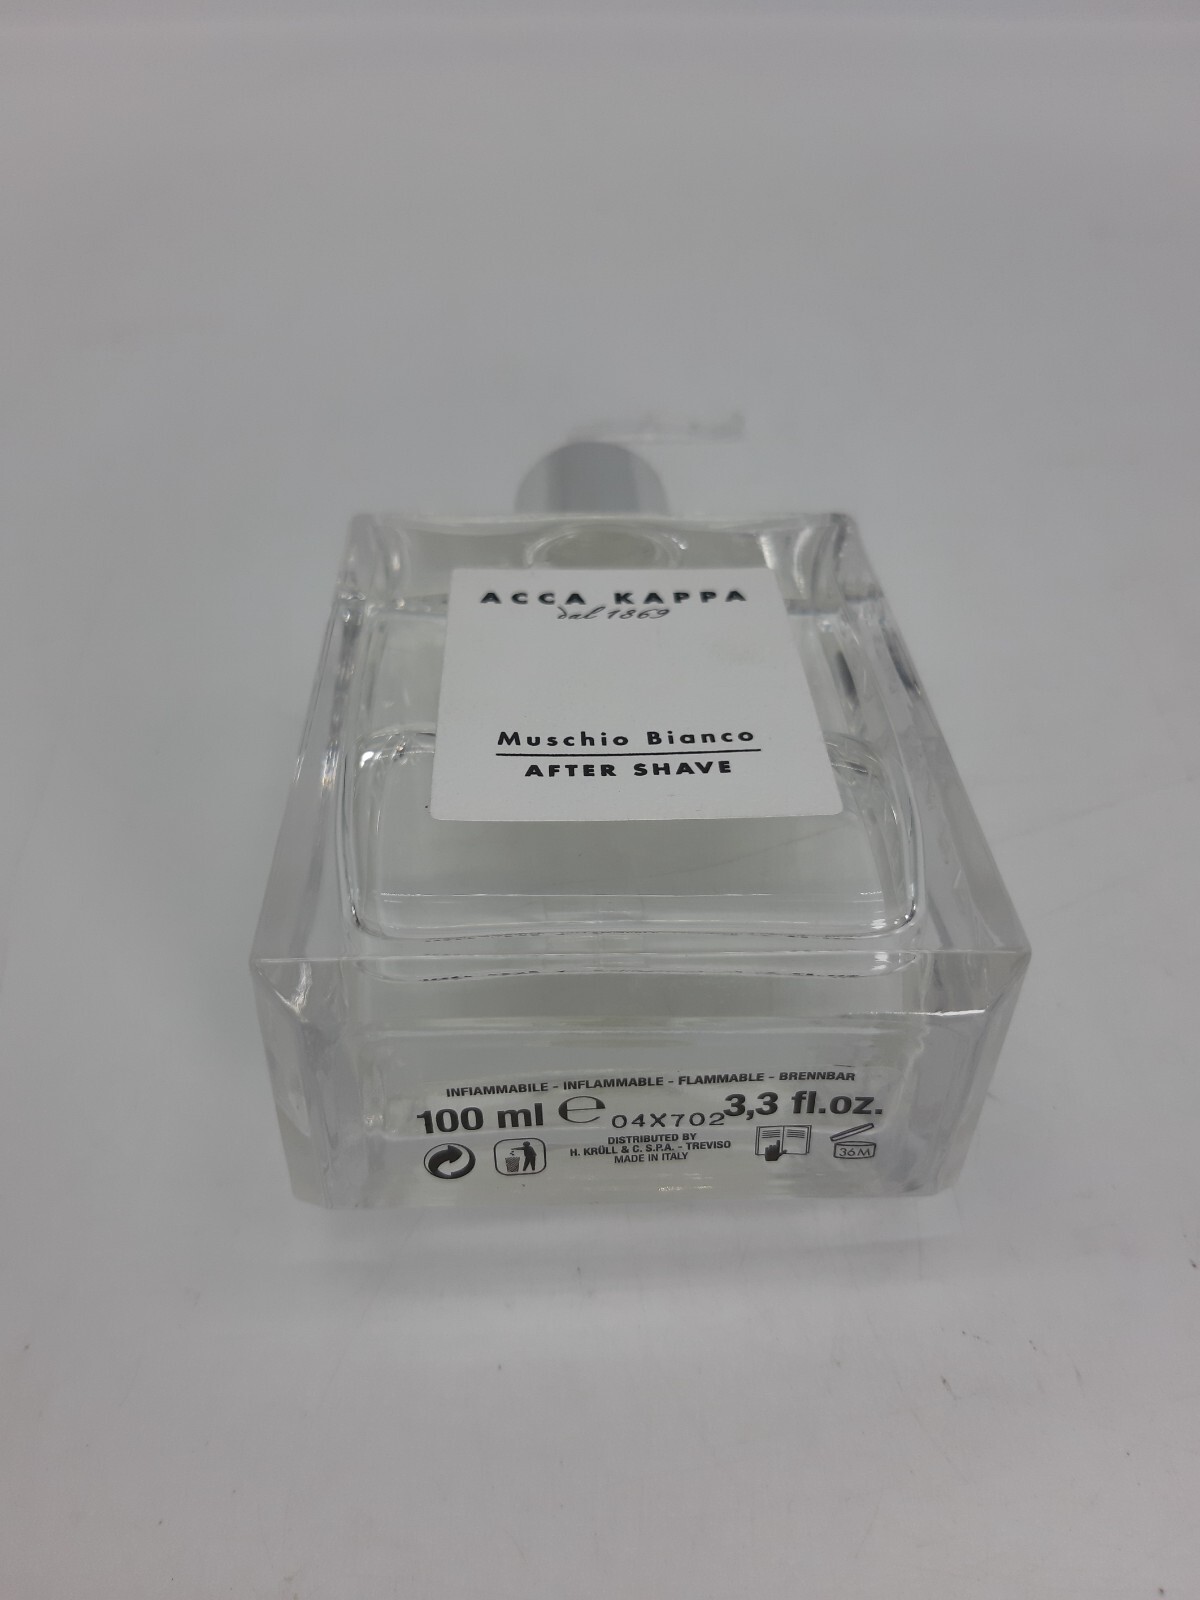 ACCA KAPPA
dal 1869
Muschio Bianco
AFTER SHAVE
INFIAMMABILE - INFLAMMABLE - FLAMMABLE - BRENNBAR
100 ml e 04X702 3,3 fl.oz.
DISTRIBUTED BY
H. KRÜLL & C. S.P.A. - TREVISO
MADE IN ITALY
36M